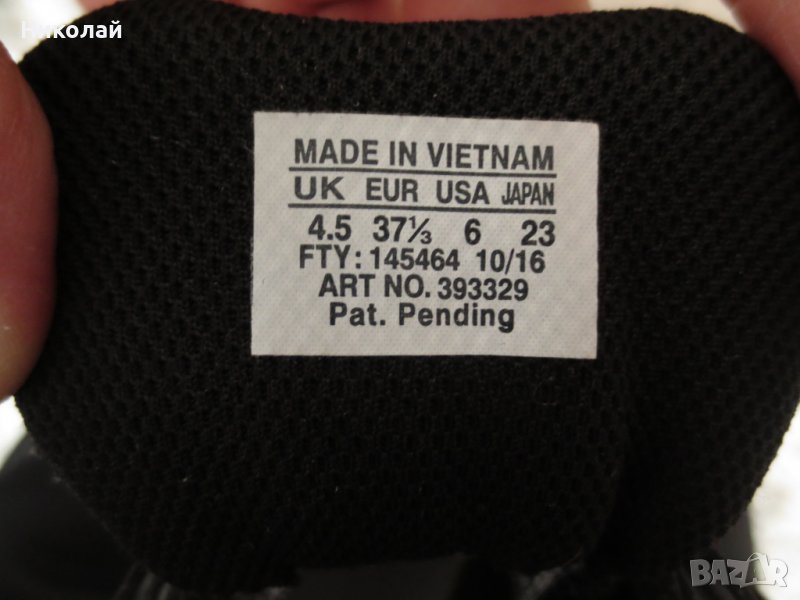 Николай
MADE IN VIETNAM
UK EUR USA JAPAN
4.5 37⅓ 6 23
FTY: 145464 10/16
ART NO. 393329
Pat. Pending
BAZAR